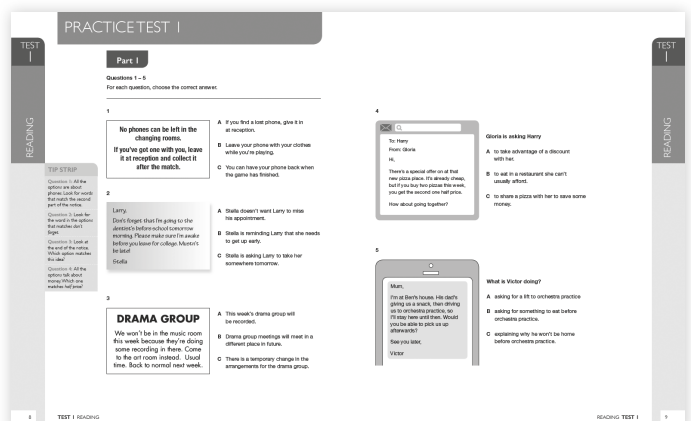 PRACTICE TEST 1
TEST
1
READING
Part 1
Questions 1 – 5
For each question, choose the correct answer.
TIP STRIP
Question 1: All the
options are about
phones. Look for words
that match the second
part of the notice.
Question 2: Look for
the word in the options
that matches don't
forget.
Question 3: Look at
the end of the notice.
Which option matches
this idea?
Question 4: All the
options talk about
money. Which one
matches half price?
1
No phones can be left in the
changing rooms.
If you've got one with you, leave
it at reception and collect it
after the match.
A If you find a lost phone, give it in
at reception.
B Leave your phone with your clothes
while you're playing.
C You can have your phone back when
the game has finished.
2
Larry,
Don't forget that I'm going to the
dentist's before school tomorrow
morning. Please make sure I'm awake
before you leave for college. Mustn't
be late!
Stella
A Stella doesn't want Larry to miss
his appointment.
B Stella is reminding Larry that she needs
to get up early.
C Stella is asking Larry to take her
somewhere tomorrow.
3
DRAMA GROUP
We won't be in the music room
this week because they're doing
some recording in there. Come
to the art room instead. Usual
time. Back to normal next week.
A This week's drama group will
be recorded.
B Drama group meetings will meet in a
different place in future.
C There is a temporary change in the
arrangements for the drama group.
8 TEST 1 READING
4
To: Harry
From: Gloria
Hi,
There's a special offer on at that
new pizza place. It's already cheap,
but if you buy two pizzas this week,
you get the second one half price.
How about going together?
Gloria is asking Harry
A to take advantage of a discount
with her.
B to eat in a restaurant she can't
usually afford.
C to share a pizza with her to save some
money.
5
Mum,
I'm at Ben's house. His dad's
giving us a snack, then driving
us to orchestra practice, so
I'll stay here until then. Would
you be able to pick us up
afterwards?
See you later,
Victor
What is Victor doing?
A asking for a lift to orchestra practice
B asking for something to eat before
orchestra practice.
C explaining why he won't be home
before orchestra practice.
TEST
1
READING
READING TEST 1 9